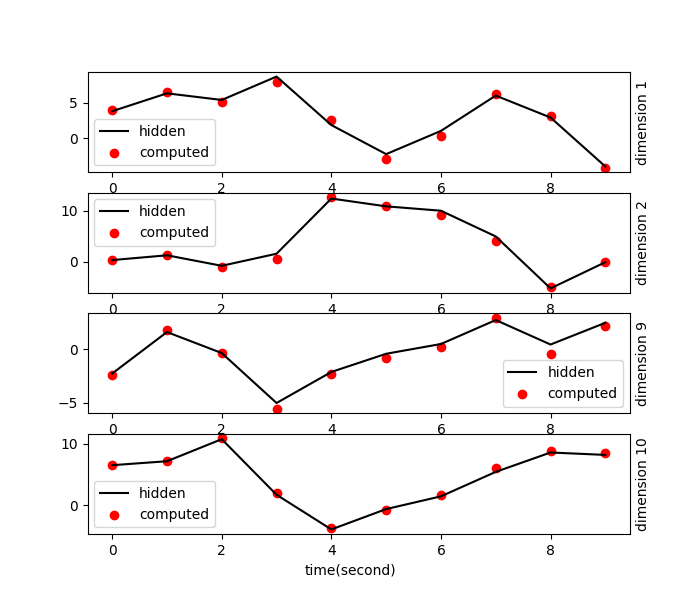 5
0
hidden
computed
dimension 1
0 2 4 6 8
10
0
hidden
computed
dimension 2
0 2 4 6 8
0
−5
hidden
computed
dimension 9
0 2 4 6 8
10
0
hidden
computed
dimension 10
0 2 4 6 8
time(second)